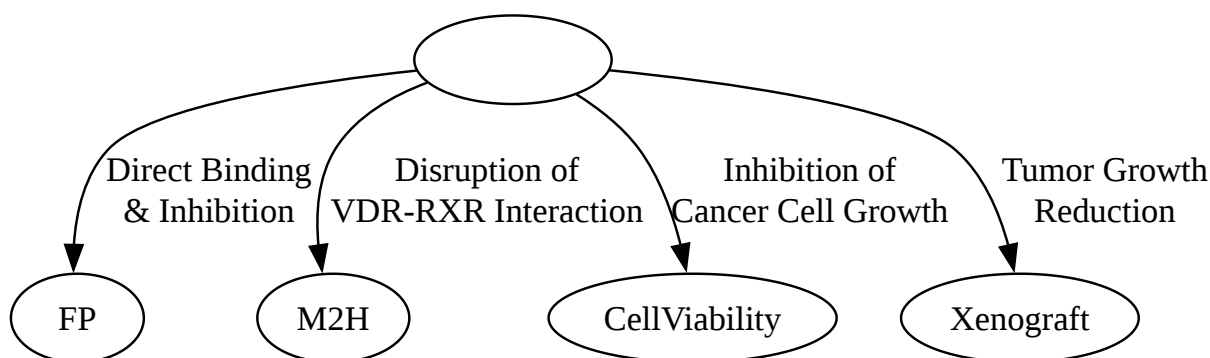 Direct Binding
& Inhibition
Disruption of
VDR-RXR Interaction
Inhibition of
Cancer Cell Growth
Tumor Growth
Reduction
FP
M2H
CellViability
Xenograft